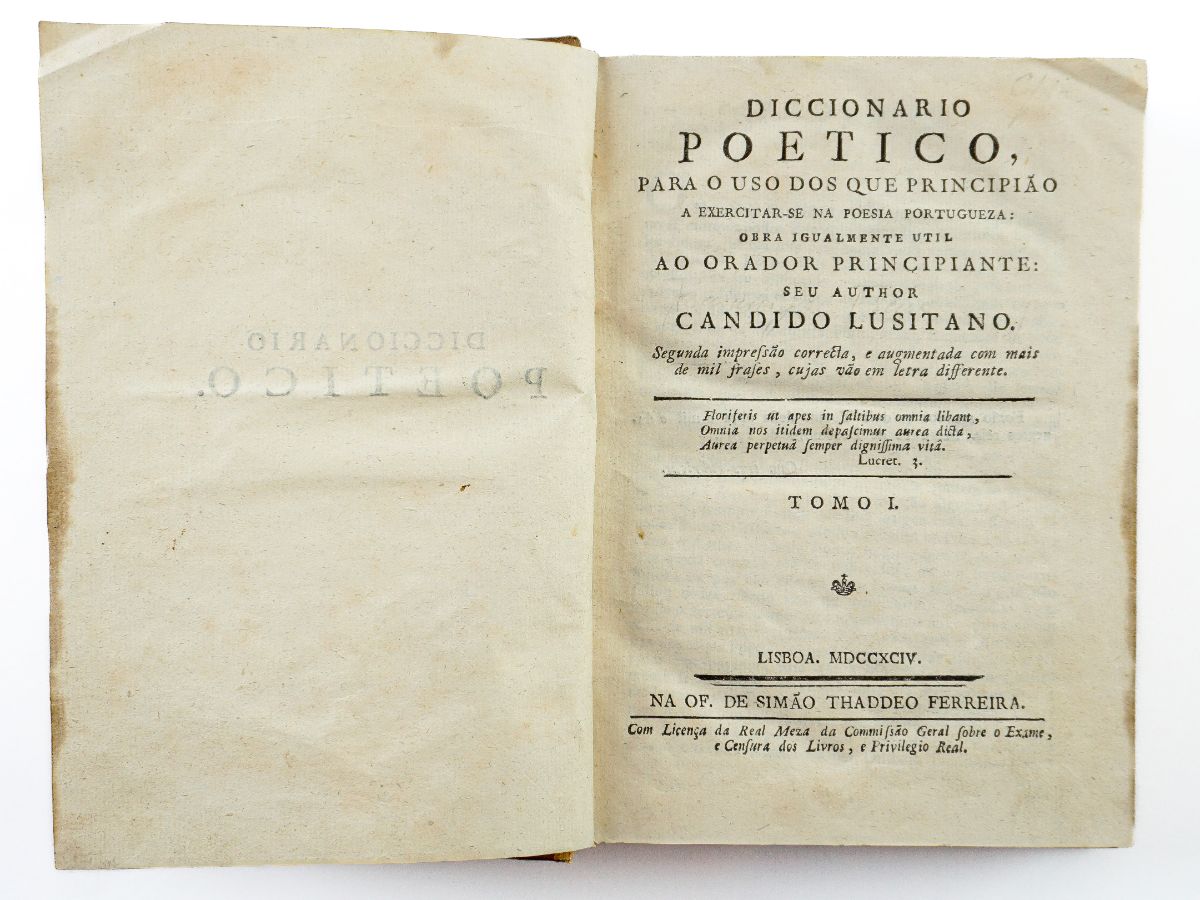 DICCIONARIO
POETICO.
DICCIONARIO
POETICO,
PARA O USO DOS QUE PRINCIPIÃO
A EXERCITAR-SE NA POESIA PORTUGUEZA:
OBRA IGUALMENTE UTIL
AO ORADOR PRINCIPIANTE:
SEU AUTHOR
CANDIDO LUSITANO.
Segunda impreſsão correcta, e augmentada com mais
de mil fraſes, cujas vão em letra differente.
Floriferis ut apes in ſaltibus omnia libant,
Omnia nos itidem depaſcimur aurea dicta,
Aurea perpetuâ ſemper digniſſima vitâ.
Lucret. 3.
TOMO I.
LISBOA. MDCCXCIV.
NA OF. DE SIMÃO THADDEO FERREIRA.
Com Licença da Real Meza da Commiſsão Geral ſobre o Exame,
e Cenſura dos Livros, e Privilegio Real.